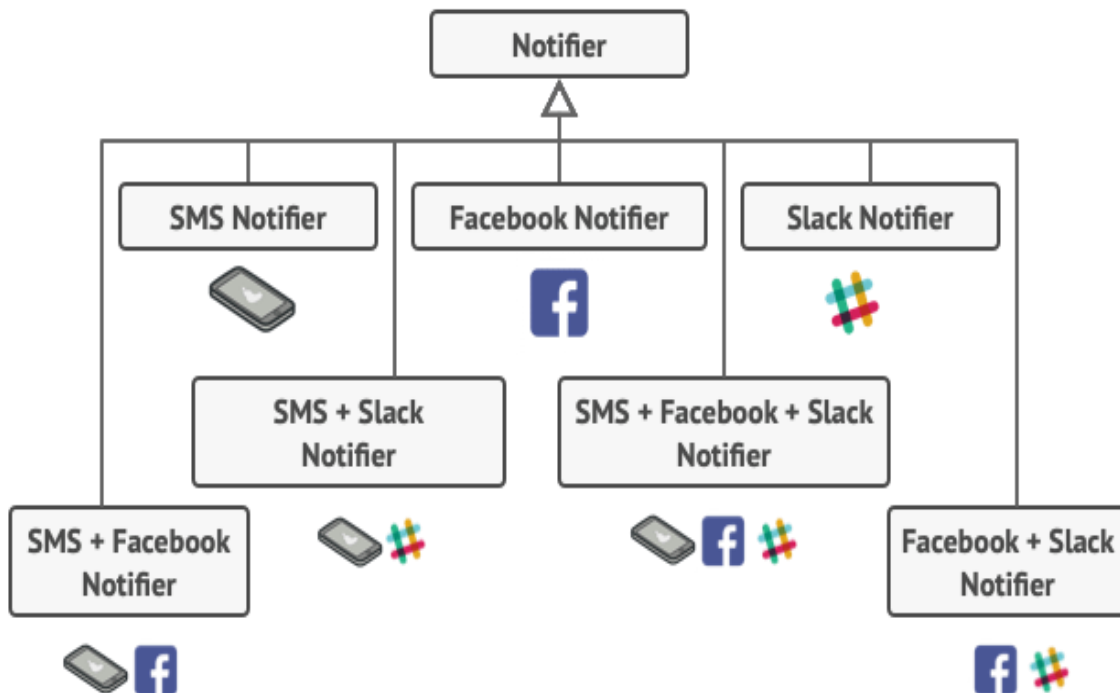 Notifier
SMS Notifier
Facebook Notifier
Slack Notifier
SMS + Slack
Notifier
SMS + Facebook + Slack
Notifier
SMS + Facebook
Notifier
Facebook + Slack
Notifier